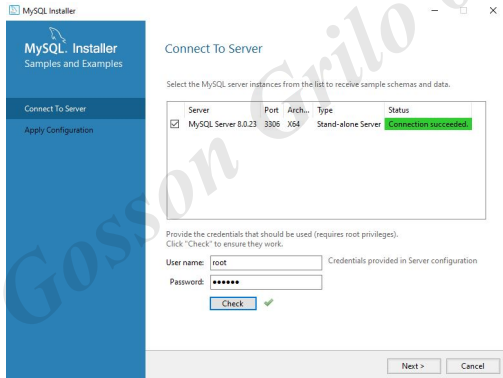 MySQL Installer
MySQL. Installer
Samples and Examples
Connect To Server
Apply Configuration
Connect To Server
Select the MySQL server instances from the list to receive sample schemas and data.
Server Port Arch... Type Status
MySQL Server 8.0.23 3306 X64 Stand-alone Server Connection succeeded.
Provide the credentials that should be used (requires root privileges).
Click "Check" to ensure they work.
User name: root Credentials provided in Server configuration
Password: ●●●●●●
Check
Next > Cancel
Gosson Grilo